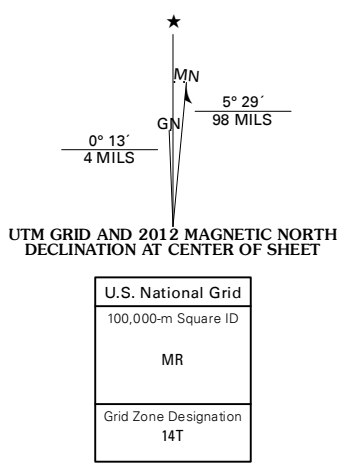 ★
MN
5° 29´
98 MILS
GN
0° 13´
4 MILS
UTM GRID AND 2012 MAGNETIC NORTH
DECLINATION AT CENTER OF SHEET
U.S. National Grid
100,000-m Square ID
MR
Grid Zone Designation
14T